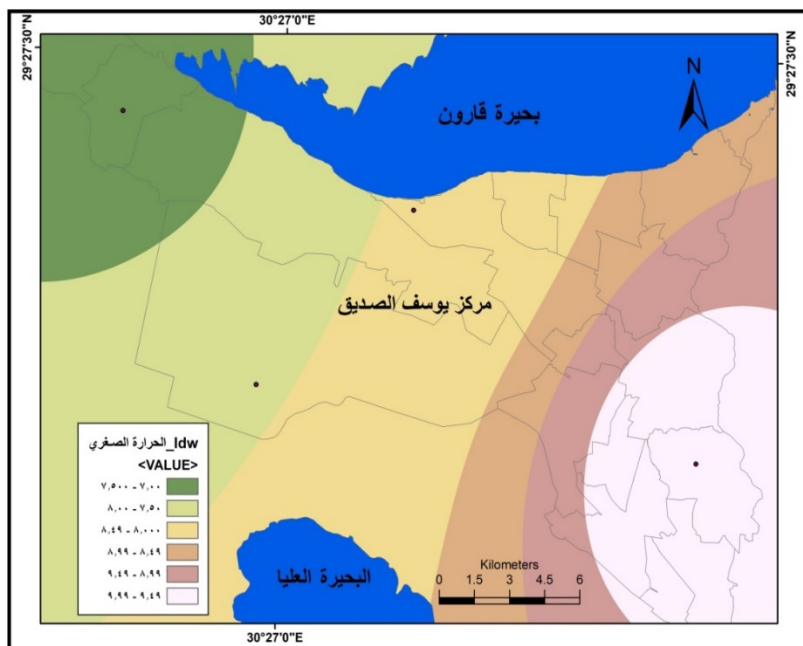 30°27'0"E
29°27'30"N
29°27'30"N
N
بحيرة قارون
مركز يوسف الصديق
الحرارة الصغري_Idw
<VALUE>
٧,٥٠٠ - ٧,٠٠
٨,٠٠ - ٧,٥٠
٨,٤٩ - ٨,٠٠٠
٨,٩٩ - ٨,٤٩
٩,٤٩ - ٨,٩٩
٩,٩٩ - ٩,٤٩
البحيرة العليا
Kilometers
0 1.5 3 4.5 6
30°27'0"E